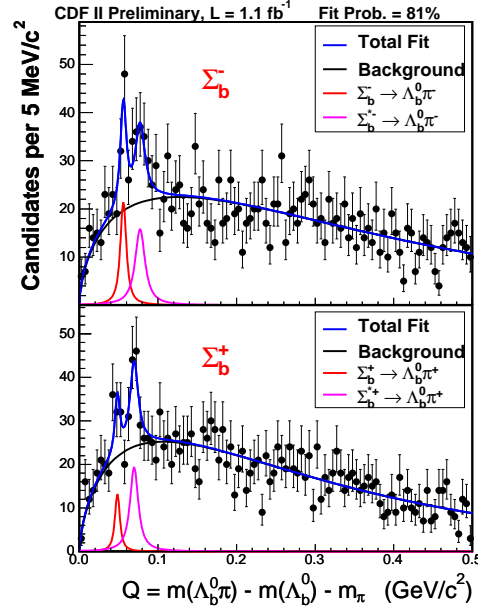 CDF II Preliminary, L = 1.1 fb⁻¹ Fit Prob. = 81%
Candidates per 5 MeV/c²
50
40
30
20
10
Σb⁻
Total Fit
Background
Σb⁻ → Λb⁰π⁻
Σb*⁻ → Λb⁰π⁻
50
40
30
20
10
Σb⁺
Total Fit
Background
Σb⁺ → Λb⁰π⁺
Σb*⁺ → Λb⁰π⁺
0.0 0.1 0.2 0.3 0.4 0.5
Q = m(Λb⁰π) - m(Λb⁰) - mπ (GeV/c²)